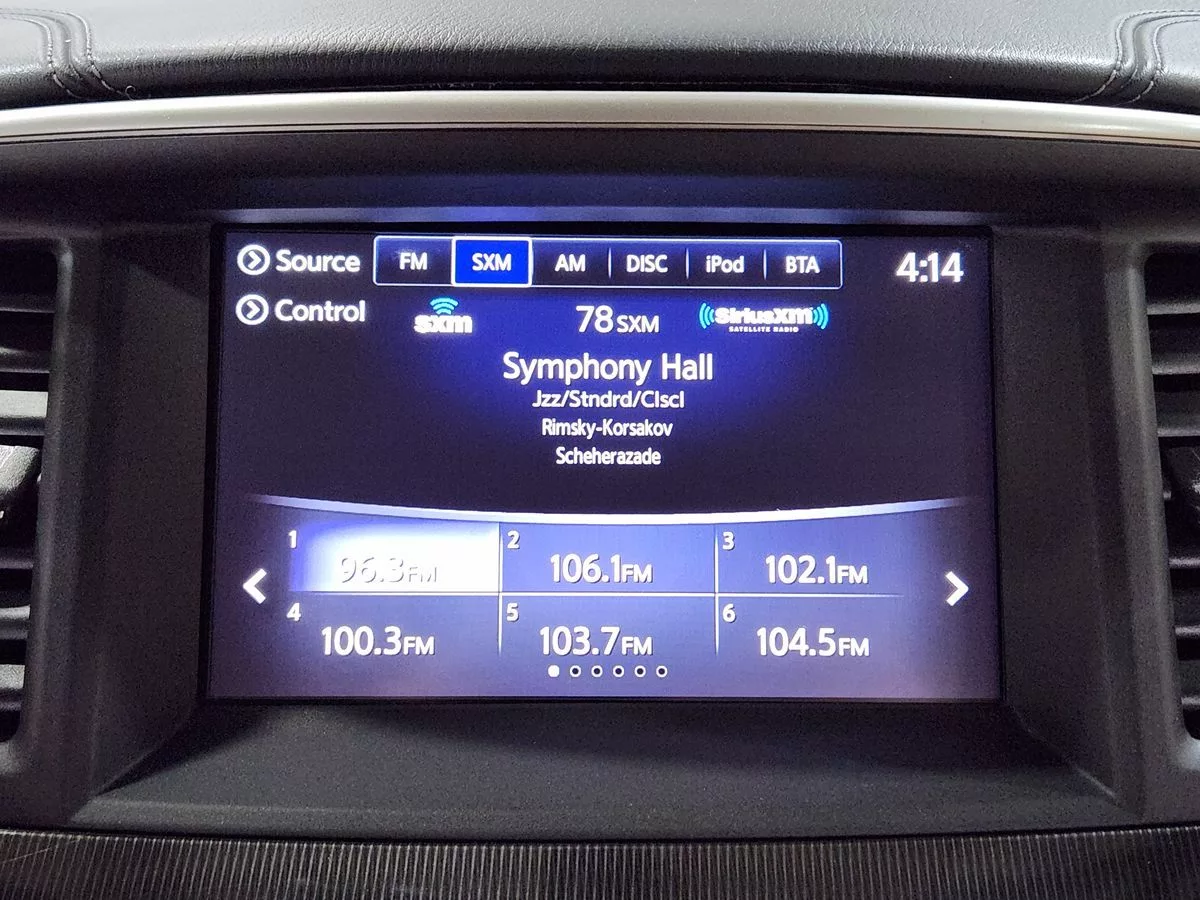 Source FM SXM AM DISC iPod BTA 4:14
Control sxm 78 SXM SiriusXM
SATELLITE RADIO
Symphony Hall
Jzz/Stndrd/Clscl
Rimsky-Korsakov
Scheherazade
1 96.3FM 2 106.1FM 3 102.1FM
4 100.3FM 5 103.7FM 6 104.5FM